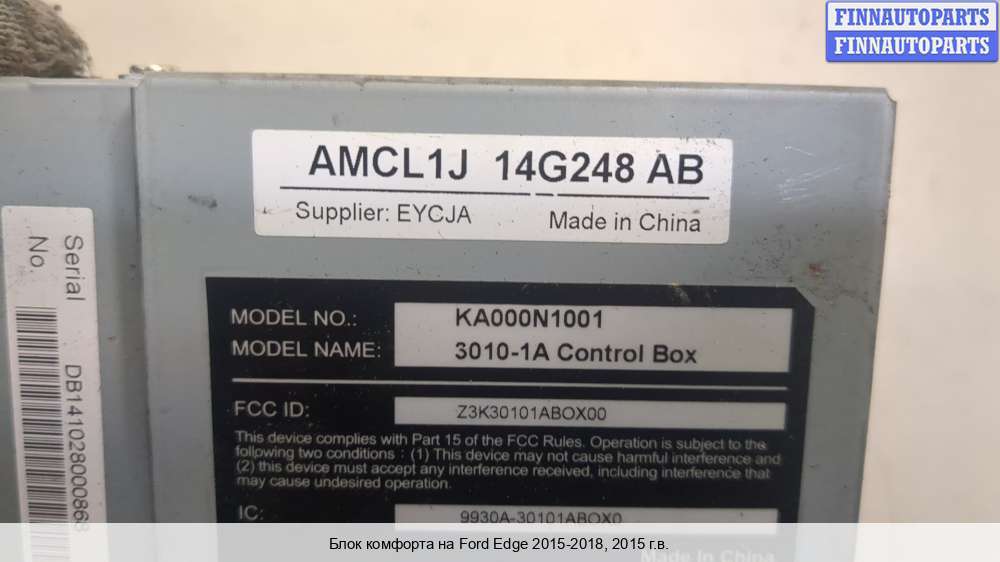 FINNAUTOPARTS
FINNAUTOPARTS
AMCL1J 14G248 AB
Supplier: EYCJA
Made in China
Serial No.
DB1410280000868
MODEL NO.: KA000N1001
MODEL NAME: 3010-1A Control Box
FCC ID: Z3K30101ABOX00
This device complies with Part 15 of the FCC Rules. Operation is subject to the
following two conditions : (1) This device may not cause harmful interference and
(2) this device must accept any interference received, including interference that
may cause undesired operation.
IC: 9930A-30101ABOX0
Made In China
Блок комфорта на Ford Edge 2015-2018, 2015 г.в.